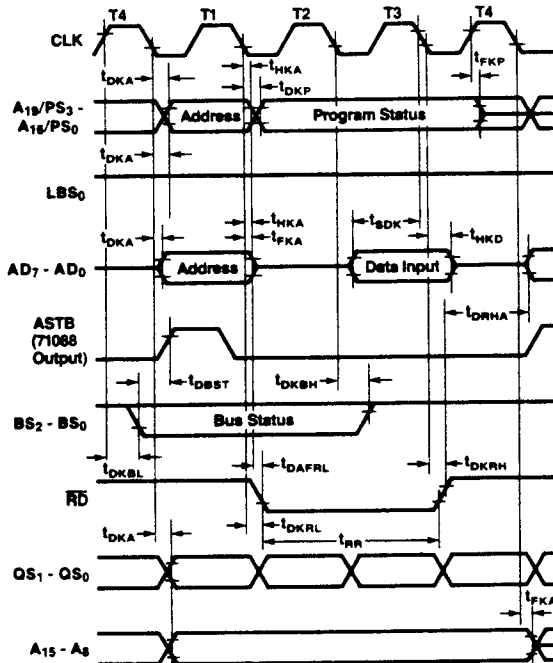 T4 T1 T2 T3 T4
CLK
tDKA tHKA tFKP
tDKP
A19/PS3 -
A16/PS0
Address Program Status
tDKA
LBS0
tHKA tSDK
tDKA tFKA tHKD
AD7 - AD0 Address Data Input
tDRHA
ASTB
(71088
Output)
tDBST tDKBH
BS2 - BS0 Bus Status
tDKBL tDAFRL tDKRH
RD
tDKA tDKRL
tRR
QS1 - QS0
tFKA
A15 - A8